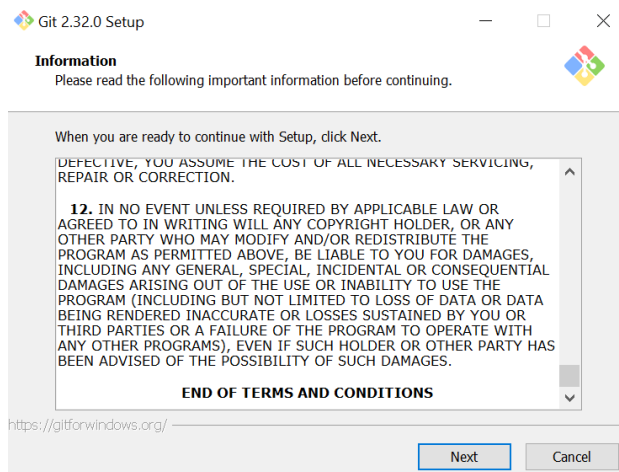 Git 2.32.0 Setup
Information
Please read the following important information before continuing.
When you are ready to continue with Setup, click Next.
DEFECTIVE, YOU ASSUME THE COST OF ALL NECESSARY SERVICING,
REPAIR OR CORRECTION.
12. IN NO EVENT UNLESS REQUIRED BY APPLICABLE LAW OR
AGREED TO IN WRITING WILL ANY COPYRIGHT HOLDER, OR ANY
OTHER PARTY WHO MAY MODIFY AND/OR REDISTRIBUTE THE
PROGRAM AS PERMITTED ABOVE, BE LIABLE TO YOU FOR DAMAGES,
INCLUDING ANY GENERAL, SPECIAL, INCIDENTAL OR CONSEQUENTIAL
DAMAGES ARISING OUT OF THE USE OR INABILITY TO USE THE
PROGRAM (INCLUDING BUT NOT LIMITED TO LOSS OF DATA OR DATA
BEING RENDERED INACCURATE OR LOSSES SUSTAINED BY YOU OR
THIRD PARTIES OR A FAILURE OF THE PROGRAM TO OPERATE WITH
ANY OTHER PROGRAMS), EVEN IF SUCH HOLDER OR OTHER PARTY HAS
BEEN ADVISED OF THE POSSIBILITY OF SUCH DAMAGES.
END OF TERMS AND CONDITIONS
https://gitforwindows.org/
Next
Cancel